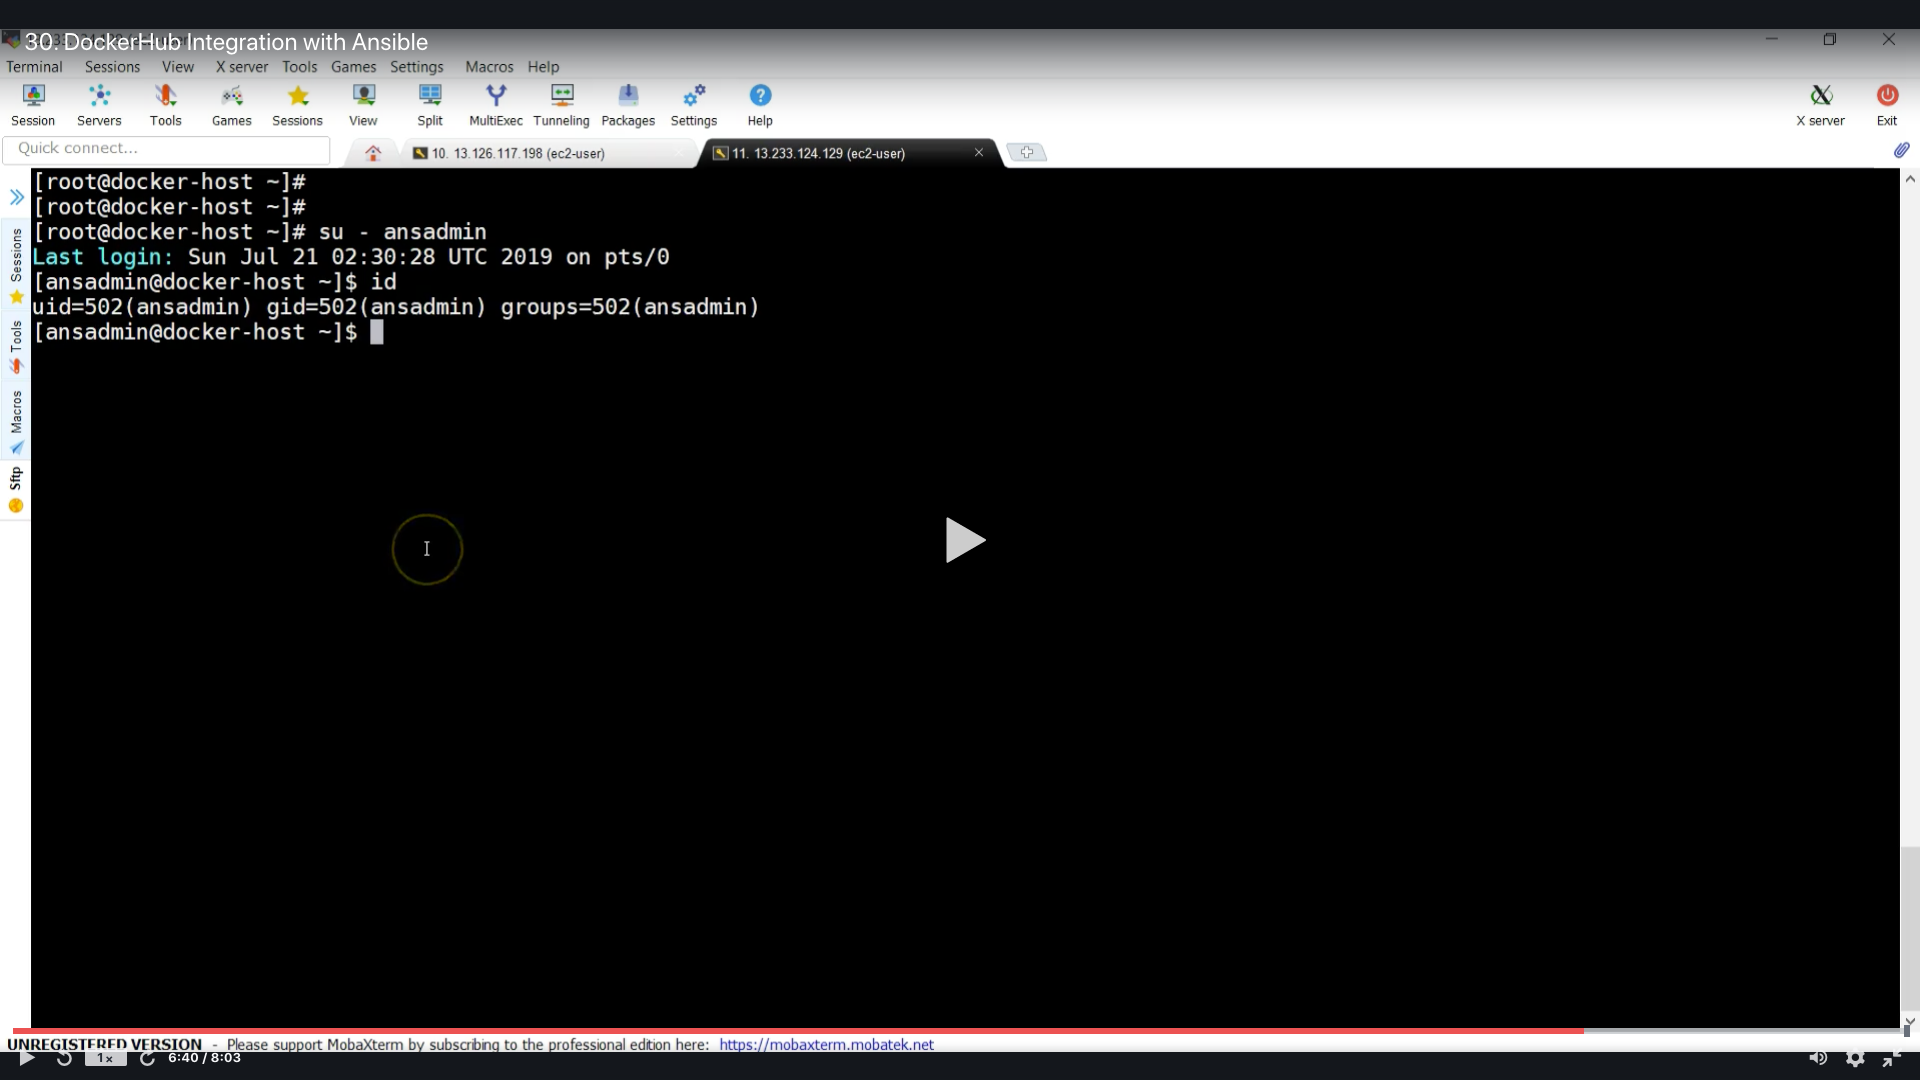 30. DockerHub Integration with Ansible
Terminal Sessions View X server Tools Games Settings Macros Help
Session Servers Tools Games Sessions View Split MultiExec Tunneling Packages Settings Help X server Exit
Quick connect...
10. 13.126.117.198 (ec2-user)
11. 13.233.124.129 (ec2-user)
[root@docker-host ~]#
[root@docker-host ~]#
[root@docker-host ~]# su - ansadmin
Last login: Sun Jul 21 02:30:28 UTC 2019 on pts/0
[ansadmin@docker-host ~]$ id
uid=502(ansadmin) gid=502(ansadmin) groups=502(ansadmin)
[ansadmin@docker-host ~]$
Sessions
Tools
Macros
Sftp
UNREGISTERED VERSION - Please support MobaXterm by subscribing to the professional edition here: https://mobaxterm.mobatek.net
1x 6:40 / 8:03